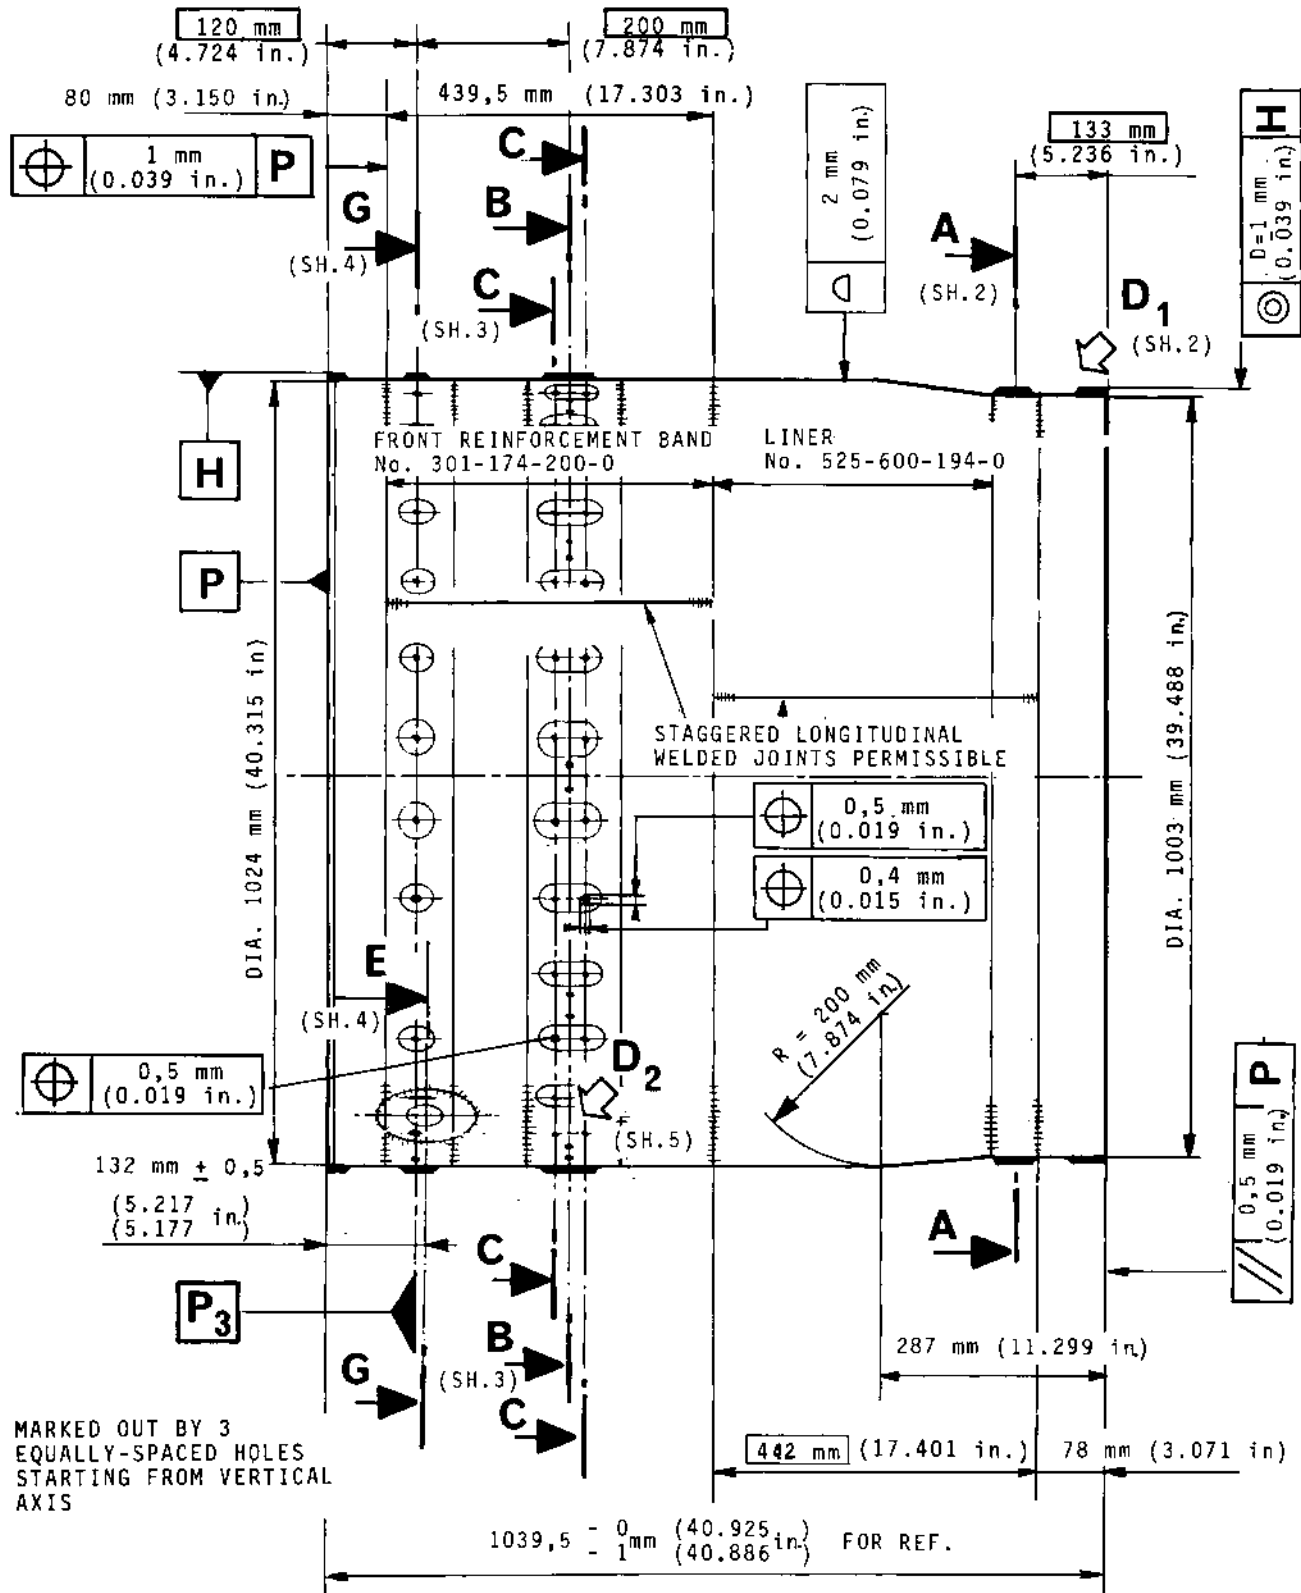 120 mm
(4.724 in.)
200 mm
(7.874 in.)
80 mm (3.150 in.)
439,5 mm (17.303 in.)
1 mm
(0.039 in.)
P
C
B
G
(SH.4)
C
(SH.3)
2 mm
(0.079 in)
133 mm
(5.236 in.)
A
(SH.2)
D1
(SH.2)
H
D=1 mm
(0.039 in.)
H
FRONT REINFORCEMENT BAND
No. 301-174-200-0
LINER
No. 525-600-194-0
P
DIA. 1024 mm (40.315 in)
STAGGERED LONGITUDINAL
WELDED JOINTS PERMISSIBLE
DIA. 1003 mm (39.488 in.)
0,5 mm
(0.019 in.)
0,4 mm
(0.015 in.)
E
(SH.4)
R = 200 mm
(7.874 in.)
0,5 mm
(0.019 in.)
D2
(SH.5)
P
0,5 mm
(0.019 in.)
132 mm ± 0,5
(5.217
(5.177 in.)
A
C
P3
B
(SH.3)
G
C
287 mm (11.299 in.)
MARKED OUT BY 3
EQUALLY-SPACED HOLES
STARTING FROM VERTICAL
AXIS
442 mm (17.401 in.)
78 mm (3.071 in)
1039,5 - 0 mm (40.925 in.) FOR REF.
- 1 (40.886)